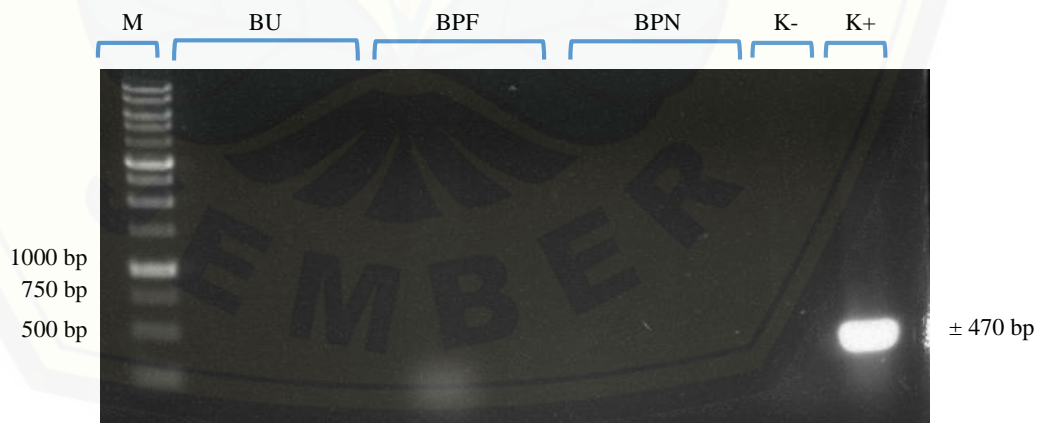 M BU BPF BPN K- K+
1000 bp
750 bp
500 bp
± 470 bp
EMBER